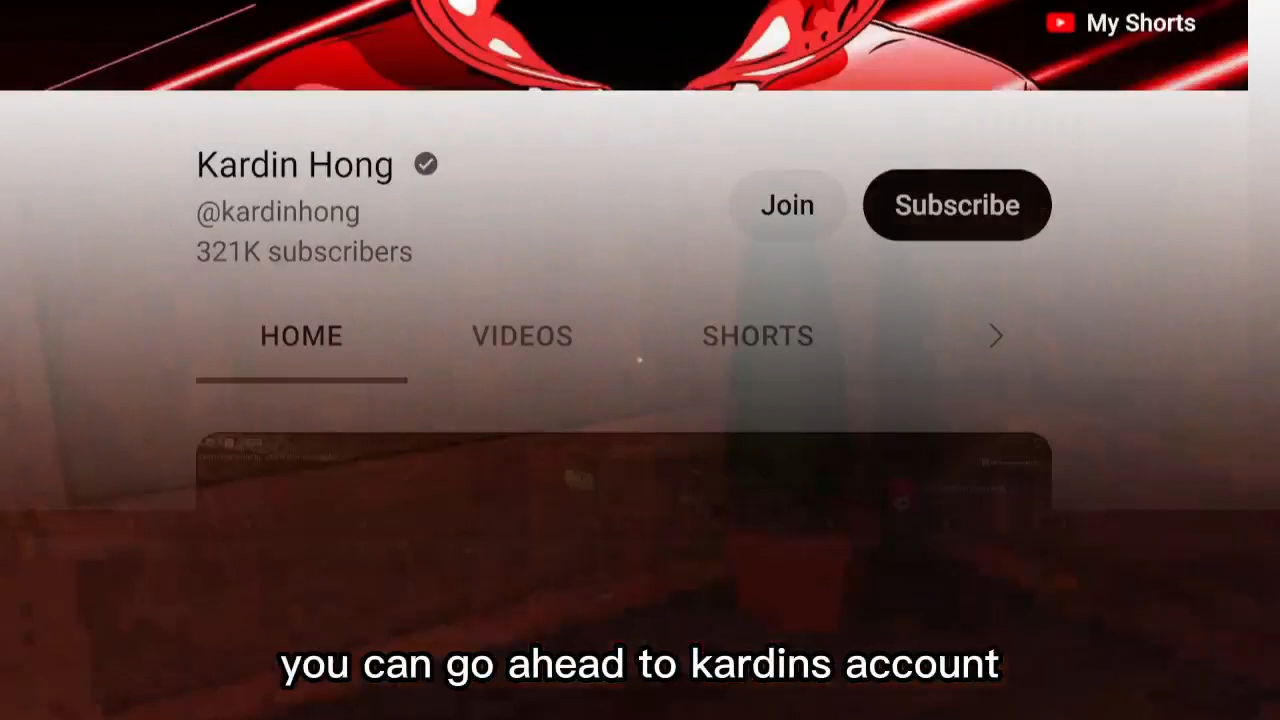 My Shorts
Kardin Hong
@kardinhong
321K subscribers
Join
Subscribe
HOME
VIDEOS
SHORTS
you can go ahead to kardins account